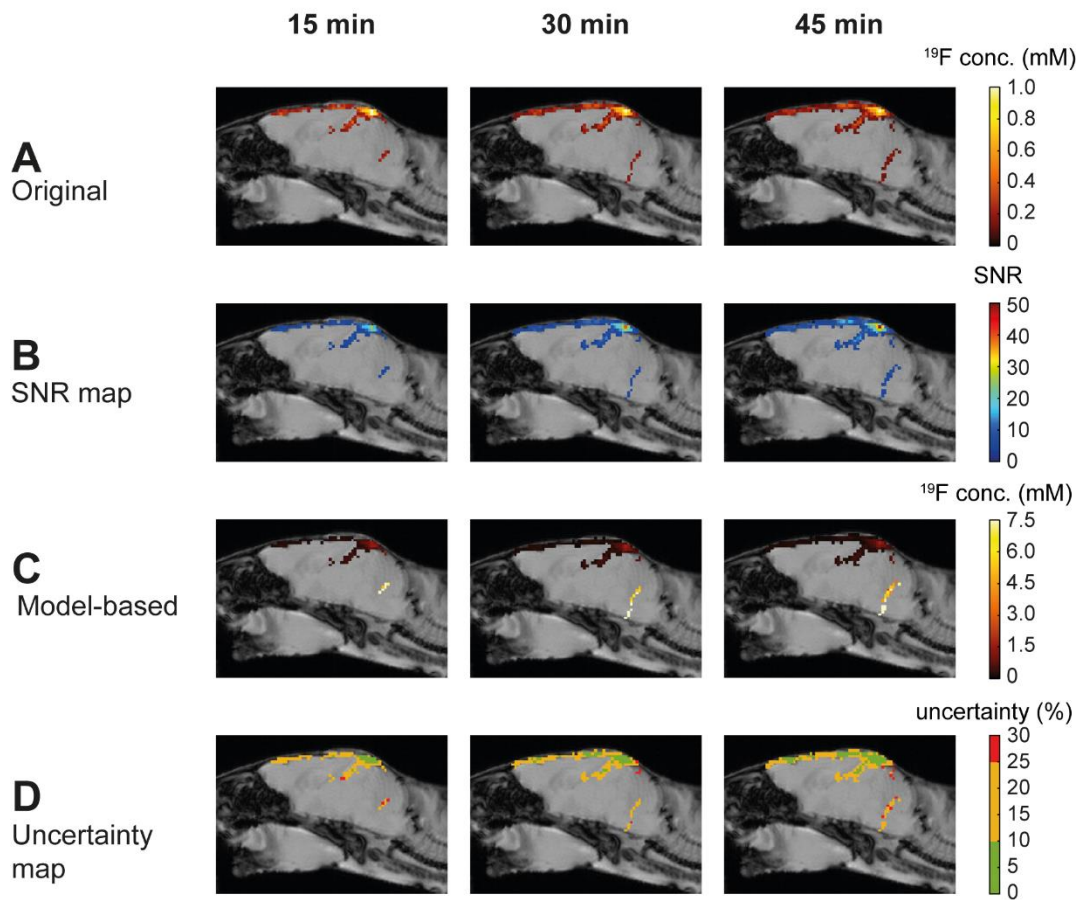 15 min 30 min 45 min
¹⁹F conc. (mM)
1.0
0.8
0.6
0.4
0.2
0
A
Original
SNR
50
40
30
20
10
0
B
SNR map
¹⁹F conc. (mM)
7.5
6.0
4.5
3.0
1.5
0
C
Model-based
uncertainty (%)
30
25
20
15
10
5
0
D
Uncertainty
map